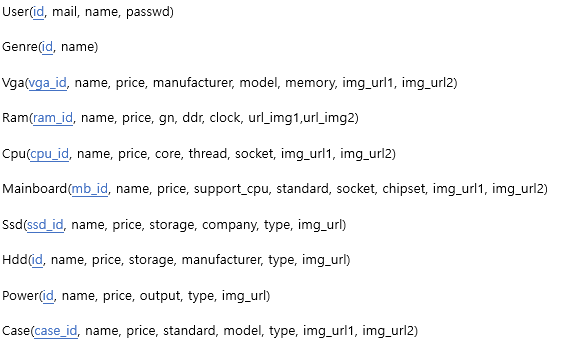 User(id, mail, name, passwd)
Genre(id, name)
Vga(vga_id, name, price, manufacturer, model, memory, img_url1, img_url2)
Ram(ram_id, name, price, gn, ddr, clock, url_img1,url_img2)
Cpu(cpu_id, name, price, core, thread, socket, img_url1, img_url2)
Mainboard(mb_id, name, price, support_cpu, standard, socket, chipset, img_url1, img_url2)
Ssd(ssd_id, name, price, storage, company, type, img_url)
Hdd(id, name, price, storage, manufacturer, type, img_url)
Power(id, name, price, output, type, img_url)
Case(case_id, name, price, standard, model, type, img_url1, img_url2)